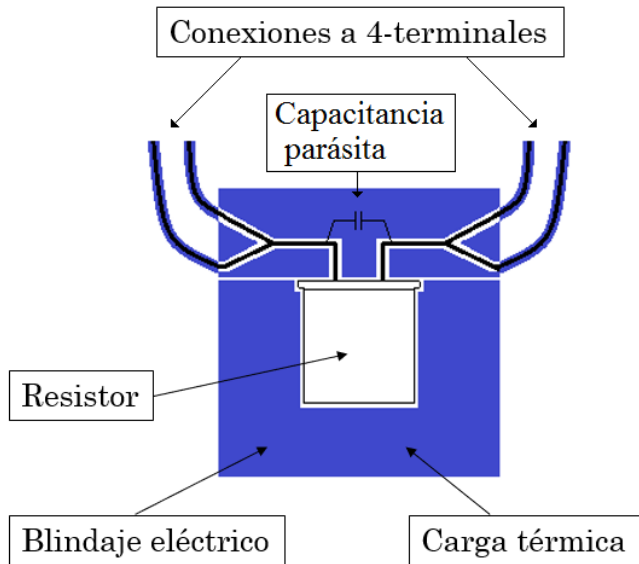 Conexiones a 4-terminales
Capacitancia
parásita
Resistor
Blindaje eléctrico
Carga térmica